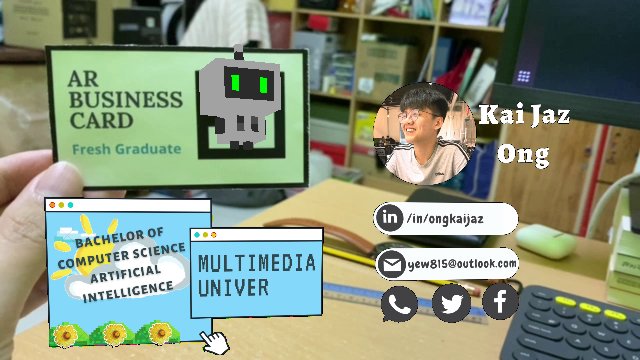 AR
BUSINESS
CARD
Fresh Graduate
Kai Jaz
Ong
in /in/ongkaijaz
yew815@outlook.com
BACHELOR OF
COMPUTER SCIENCE
ARTIFICIAL
INTELLIGENCE
MULTIMEDIA
UNIVER